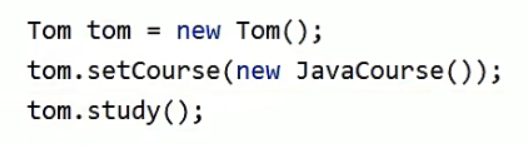 Tom tom = new Tom();
tom.setCourse(new JavaCourse());
tom.study();